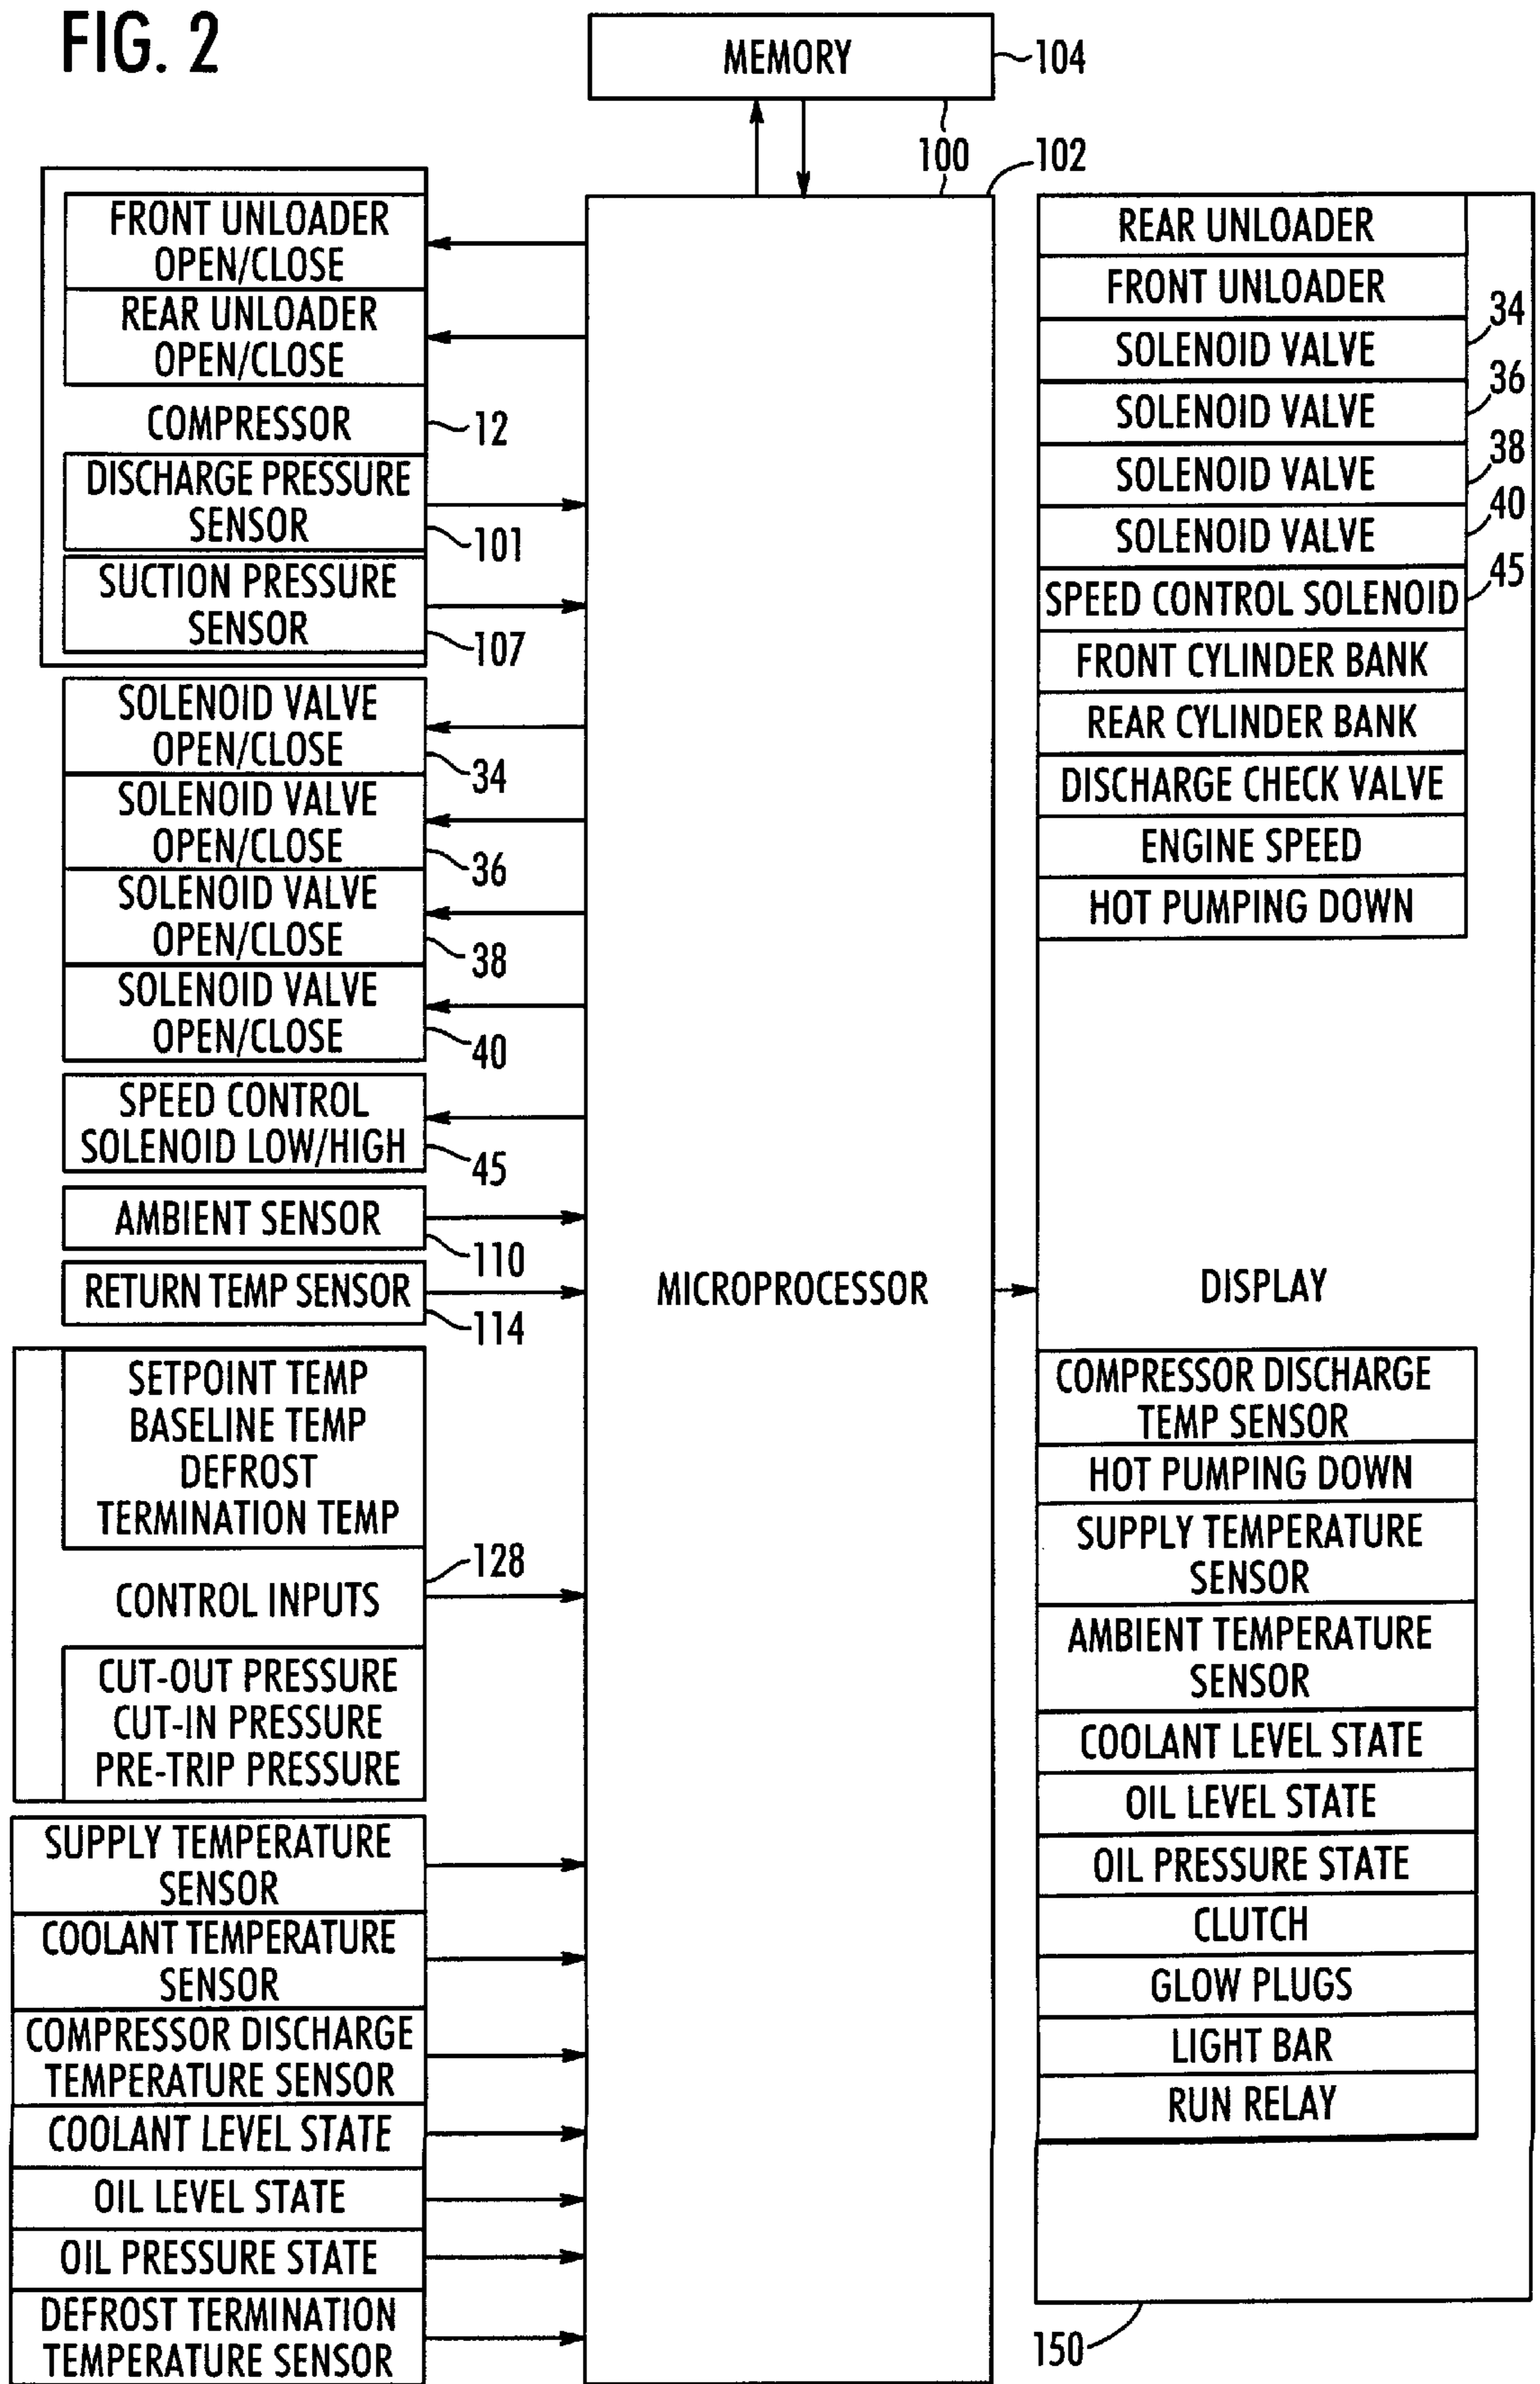 FIG. 2
MEMORY
104
100
102
FRONT UNLOADER
OPEN/CLOSE
REAR UNLOADER
OPEN/CLOSE
COMPRESSOR
12
DISCHARGE PRESSURE
SENSOR
101
SUCTION PRESSURE
SENSOR
107
SOLENOID VALVE
OPEN/CLOSE
34
SOLENOID VALVE
OPEN/CLOSE
36
SOLENOID VALVE
OPEN/CLOSE
38
SOLENOID VALVE
OPEN/CLOSE
40
SPEED CONTROL
SOLENOID LOW/HIGH
45
AMBIENT SENSOR
110
RETURN TEMP SENSOR
114
SETPOINT TEMP
BASELINE TEMP
DEFROST
TERMINATION TEMP
128
CONTROL INPUTS
CUT-OUT PRESSURE
CUT-IN PRESSURE
PRE-TRIP PRESSURE
SUPPLY TEMPERATURE
SENSOR
COOLANT TEMPERATURE
SENSOR
COMPRESSOR DISCHARGE
TEMPERATURE SENSOR
COOLANT LEVEL STATE
OIL LEVEL STATE
OIL PRESSURE STATE
DEFROST TERMINATION
TEMPERATURE SENSOR
MICROPROCESSOR
REAR UNLOADER
FRONT UNLOADER
34
SOLENOID VALVE
36
SOLENOID VALVE
38
SOLENOID VALVE
40
SOLENOID VALVE
45
SPEED CONTROL SOLENOID
FRONT CYLINDER BANK
REAR CYLINDER BANK
DISCHARGE CHECK VALVE
ENGINE SPEED
HOT PUMPING DOWN
DISPLAY
COMPRESSOR DISCHARGE
TEMP SENSOR
HOT PUMPING DOWN
SUPPLY TEMPERATURE
SENSOR
AMBIENT TEMPERATURE
SENSOR
COOLANT LEVEL STATE
OIL LEVEL STATE
OIL PRESSURE STATE
CLUTCH
GLOW PLUGS
LIGHT BAR
RUN RELAY
150